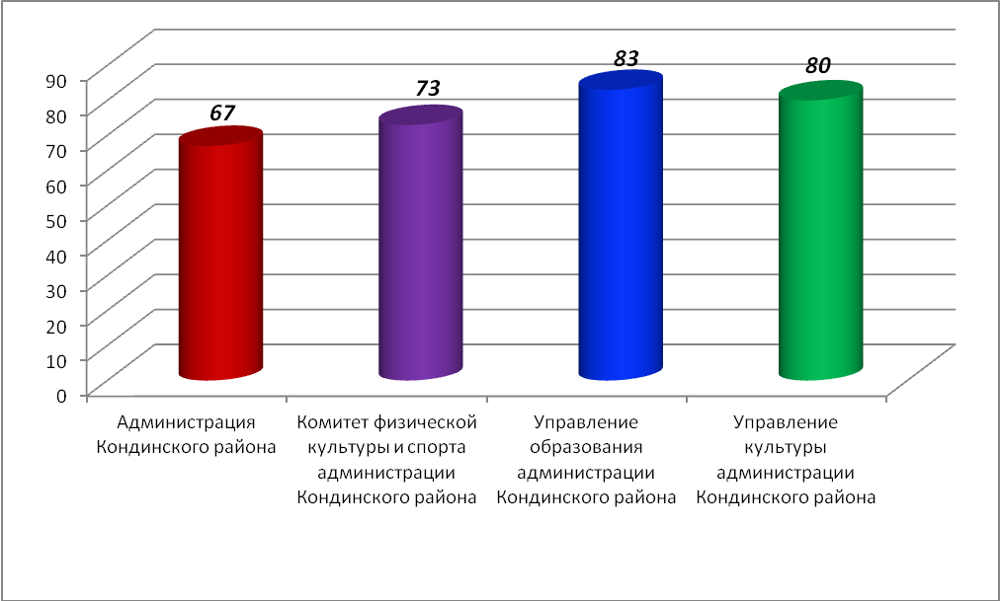 90
80
70
60
50
40
30
20
10
0
67
73
83
80
Администрация
Кондинского района
Комитет физической
культуры и спорта
администрации
Кондинского района
Управление
образования
администрации
Кондинского района
Управление
культуры
администрации
Кондинского района